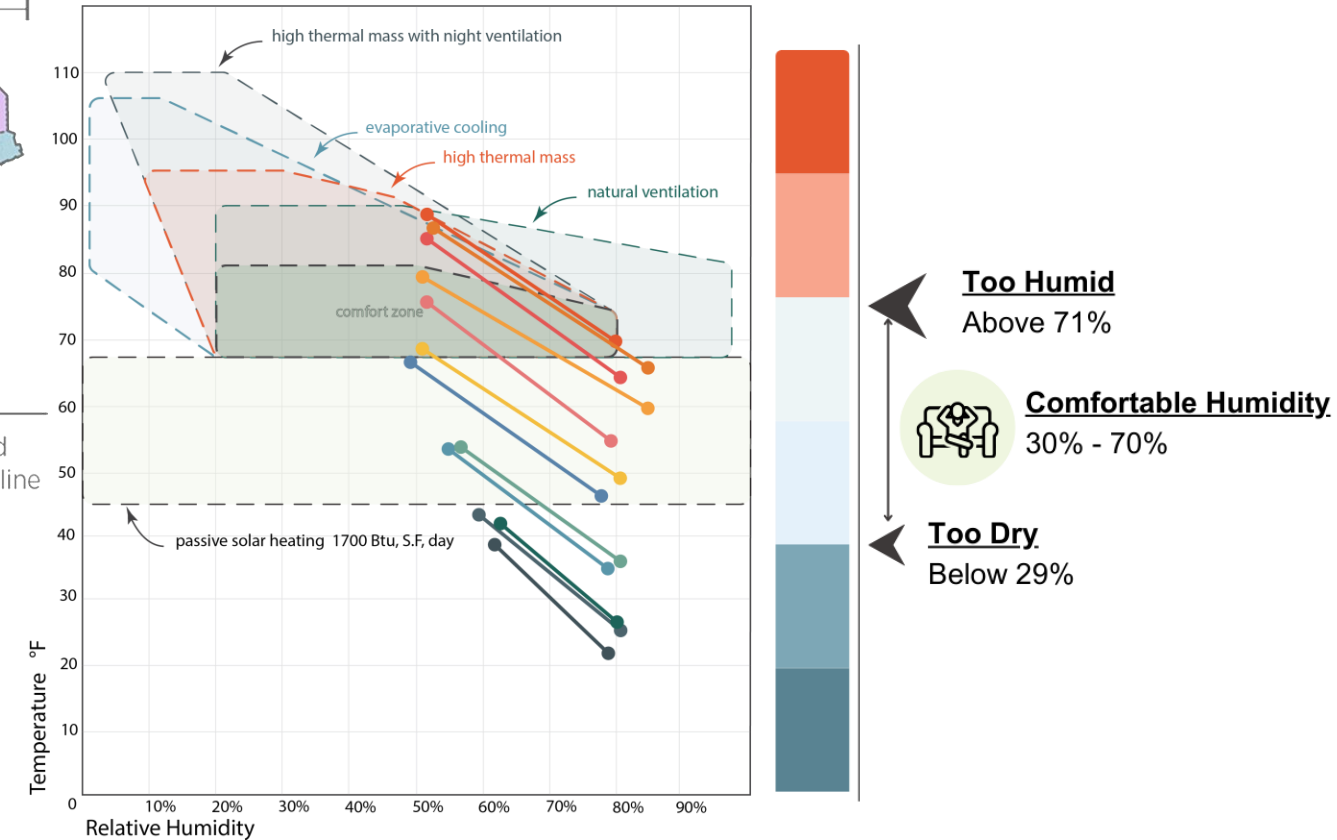 high thermal mass with night ventilation
110
100
evaporative cooling
high thermal mass
90
natural ventilation
80
comfort zone
70
60
50
40
passive solar heating 1700 Btu, S.F, day
30
20
10
0
Temperature °F
10% 20% 30% 40% 50% 60% 70% 80% 90%
Relative Humidity
line
Too Humid
Above 71%
Comfortable Humidity
30% - 70%
Too Dry
Below 29%